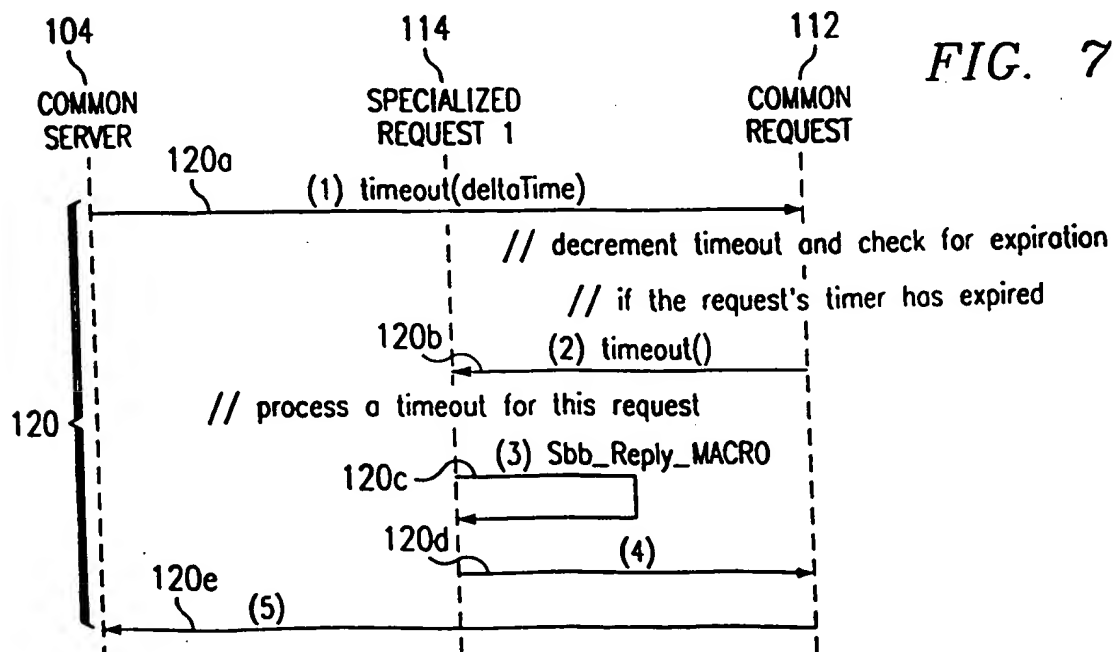 104
114
112
FIG. 7
COMMON
SERVER
SPECIALIZED
REQUEST 1
COMMON
REQUEST
120a
(1) timeout(deltaTime)
// decrement timeout and check for expiration
// if the request's timer has expired
120b
(2) timeout()
120
// process a timeout for this request
(3) Sbb_Reply_MACRO
120c
120d
(4)
120e
(5)